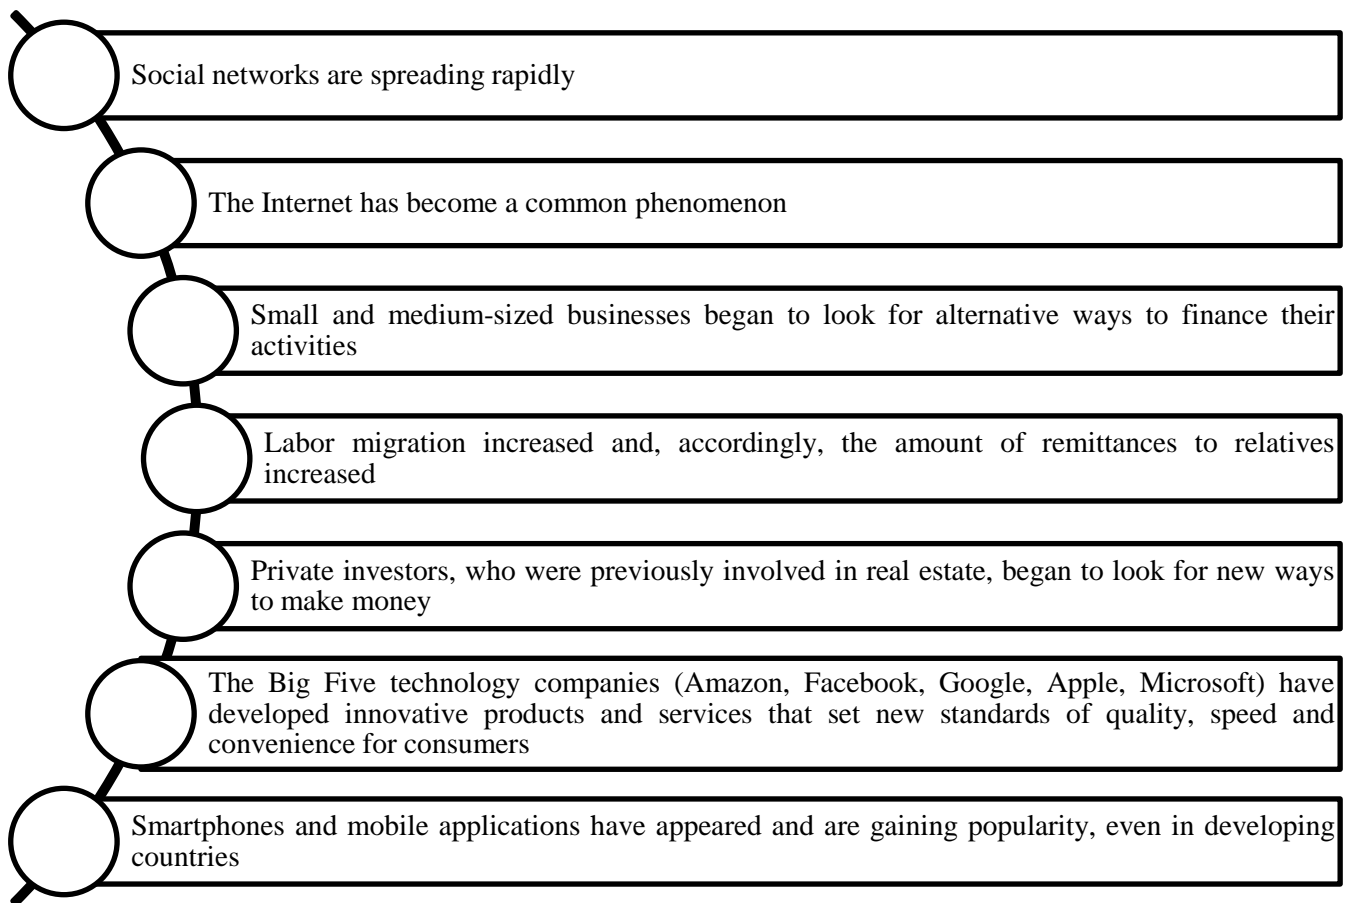 Social networks are spreading rapidly
The Internet has become a common phenomenon
Small and medium-sized businesses began to look for alternative ways to finance their
activities
Labor migration increased and, accordingly, the amount of remittances to relatives
increased
Private investors, who were previously involved in real estate, began to look for new ways
to make money
The Big Five technology companies (Amazon, Facebook, Google, Apple, Microsoft) have
developed innovative products and services that set new standards of quality, speed and
convenience for consumers
Smartphones and mobile applications have appeared and are gaining popularity, even in developing
countries